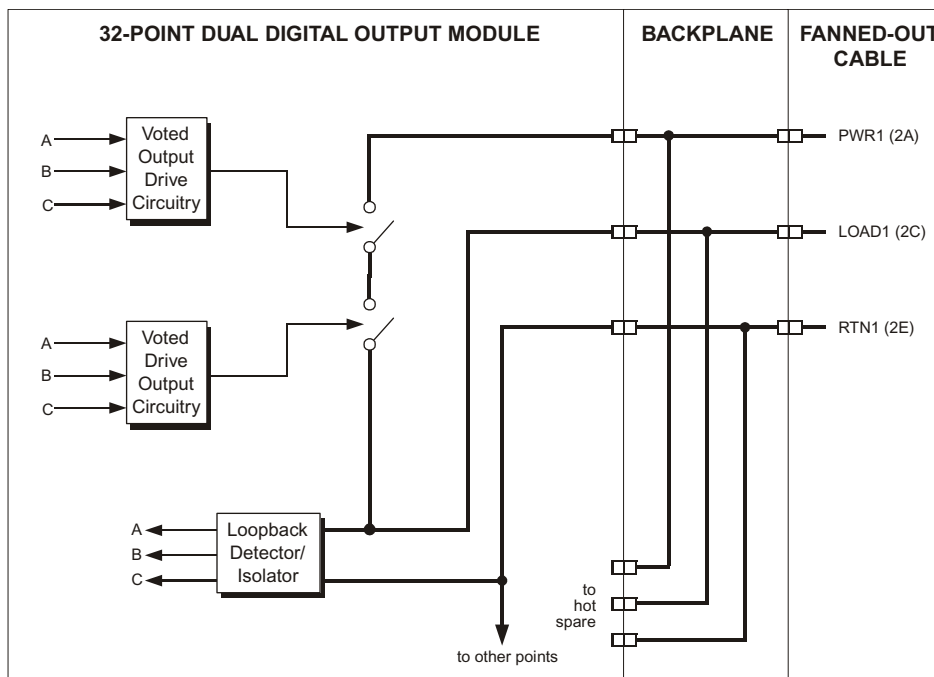 32-POINT DUAL DIGITAL OUTPUT MODULE
BACKPLANE
FANNED-OUT
CABLE
A
B
C
Voted
Output
Drive
Circuitry
PWR1 (2A)
LOAD1 (2C)
RTN1 (2E)
A
B
C
Voted
Drive
Output
Circuitry
A
B
C
Loopback
Detector/
Isolator
to
hot
spare
to other points